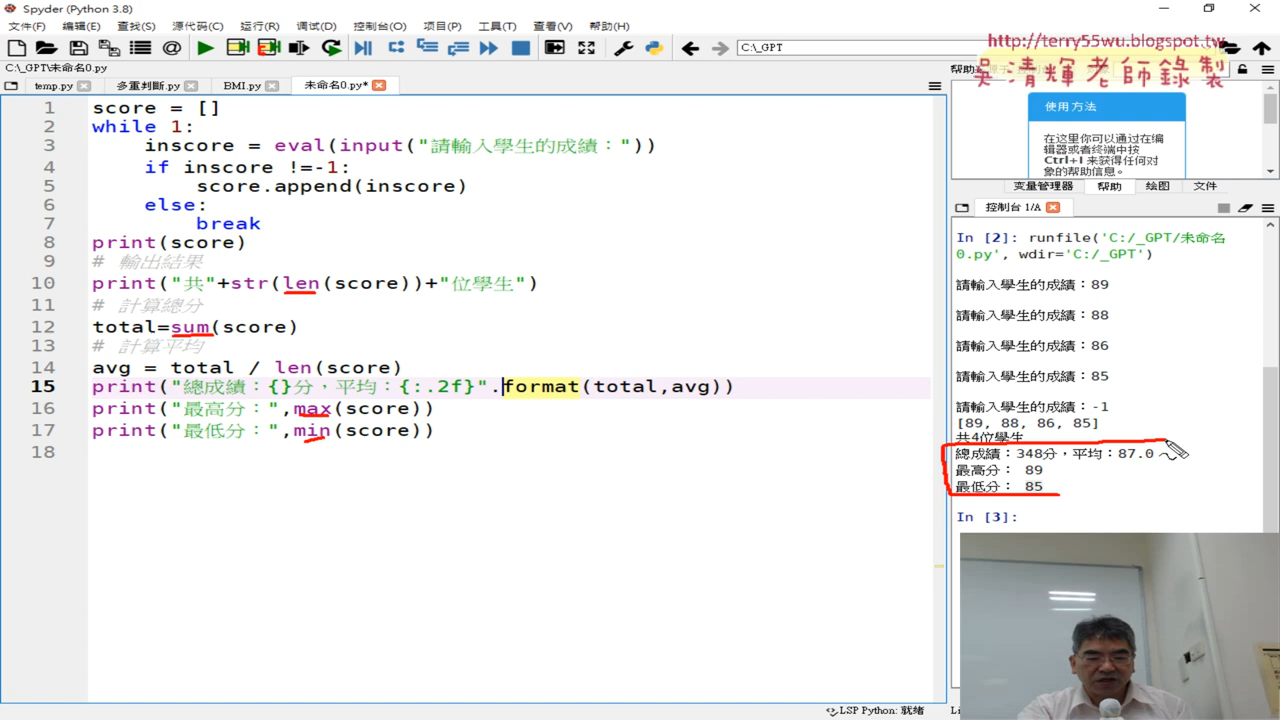 Spyder (Python 3.8)
文件(F) 编辑(E) 查找(S) 源代码(C) 运行(R) 调试(D) 控制台(O) 项目(P) 工具(T) 查看(V) 帮助(H)
C:\_GPT
http://terry55wu.blogspot.tw
吳清輝老師錄製
C:\_GPT\未命名0.py
temp.py 多重判斷.py BMI.py 未命名0.py*
1 score = []
2 while 1:
3 inscore = eval(input("請輸入學生的成績："))
4 if inscore !=-1:
5 score.append(inscore)
6 else:
7 break
8 print(score)
9 # 輸出結果
10 print("共"+str(len(score))+"位學生")
11 # 計算總分
12 total=sum(score)
13 # 計算平均
14 avg = total / len(score)
15 print("總成績：{}分，平均：{:.2f}".format(total,avg))
16 print("最高分：",max(score))
17 print("最低分：",min(score))
18
帮助
使用方法
在这里你可以通过在编
辑器或者终端中按
Ctrl+I 来获得任何对
象的帮助信息。
变量管理器 帮助 绘图 文件
控制台 1/A
In [2]: runfile('C:/_GPT/未命名
0.py', wdir='C:/_GPT')
請輸入學生的成績：89
請輸入學生的成績：88
請輸入學生的成績：86
請輸入學生的成績：85
請輸入學生的成績：-1
[89, 88, 86, 85]
共4位學生
總成績：348分，平均：87.0
最高分： 89
最低分： 85
In [3]:
LSP Python: 就绪